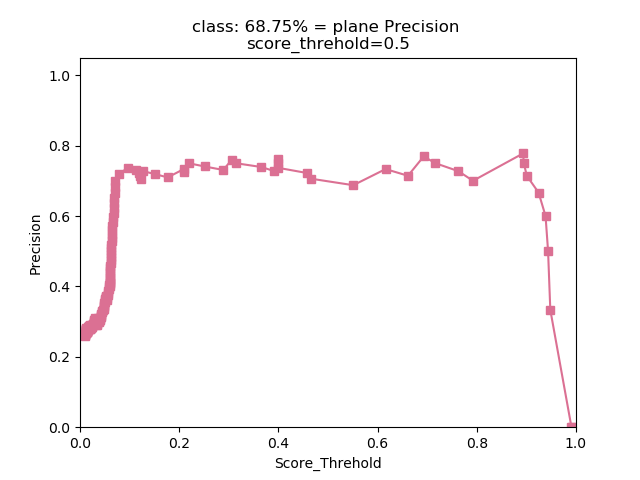 class: 68.75% = plane Precision
score_threhold=0.5
1.0
0.8
0.6
0.4
0.2
0.0
Precision
0.0 0.2 0.4 0.6 0.8 1.0
Score_Threhold